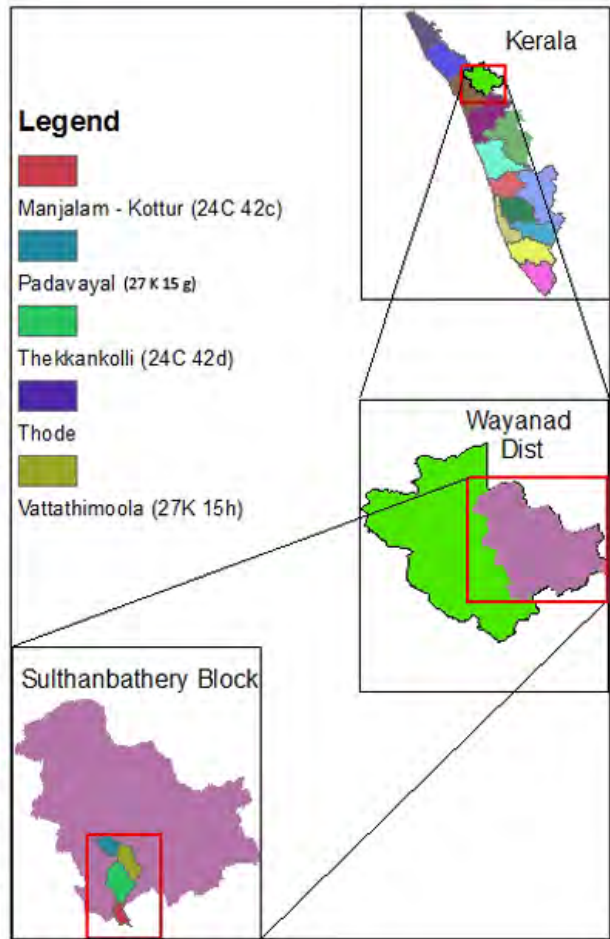 Kerala
Legend
Manjalam - Kottur (24C 42c)
Padavayal (27 K 15 g)
Thekkankolli (24C 42d)
Thode
Vattathimoola (27K 15h)
Wayanad
Dist
Sulthanbathery Block